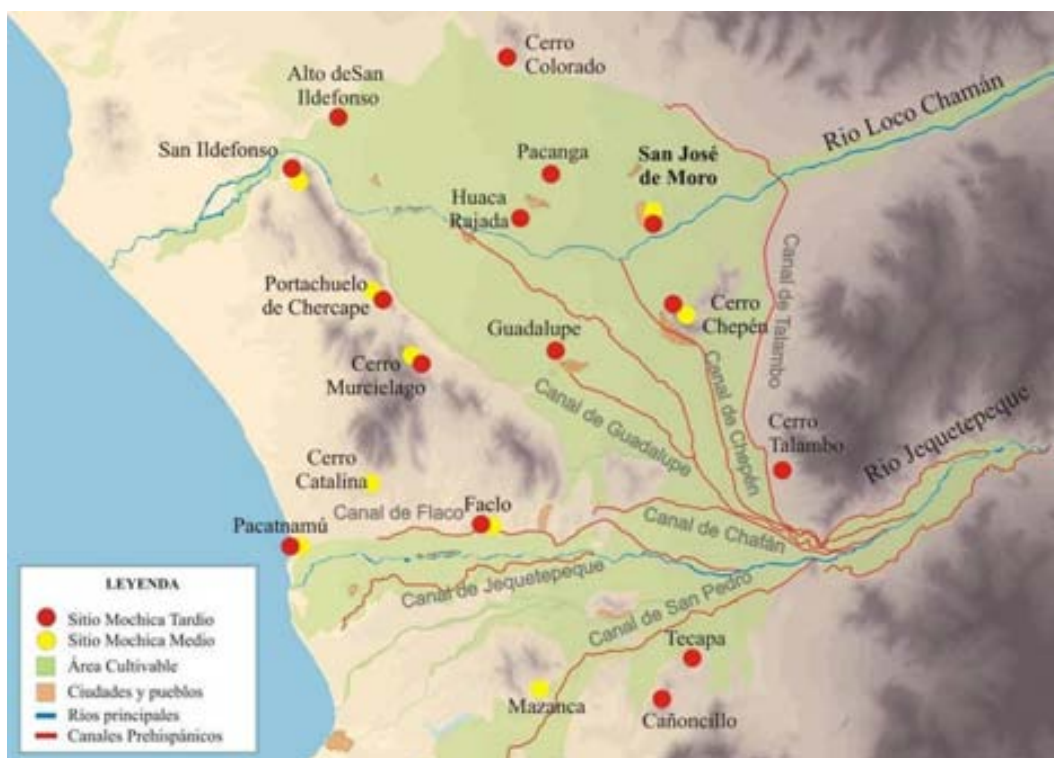 Cerro
Colorado
Alto deSan
Ildefonso
Río Loco Chamán
San Ildefonso
Pacanga
San José
de Moro
Huaca
Rajada
Canal de Talambo
Portachuelo
de Chercape
Cerro
Chepén
Guadalupe
Cerro
Murcielago
Canal de Guadalupe
Canal de Chepén
Cerro
Talambo
Río Jequetepeque
Cerro
Catalina
Canal de Flaco
Faclo
Canal de Chafán
Pacatnamú
Canal de Jequetepeque
Canal de San Pedro
Tecapa
Mazanca
Cañoncillo
LEYENDA
Sitio Mochica Tardío
Sitio Mochica Medio
Área Cultivable
Ciudades y pueblos
Ríos principales
Canales Prehispánicos